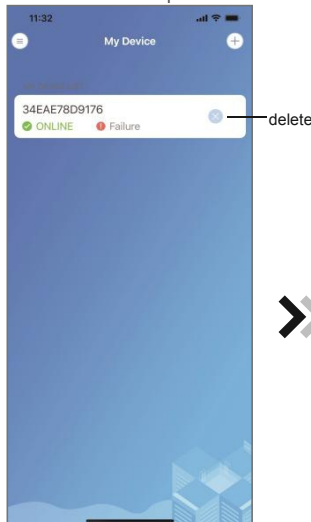 11:32
My Device
34EAE78D9176
ONLINE Failure
delete